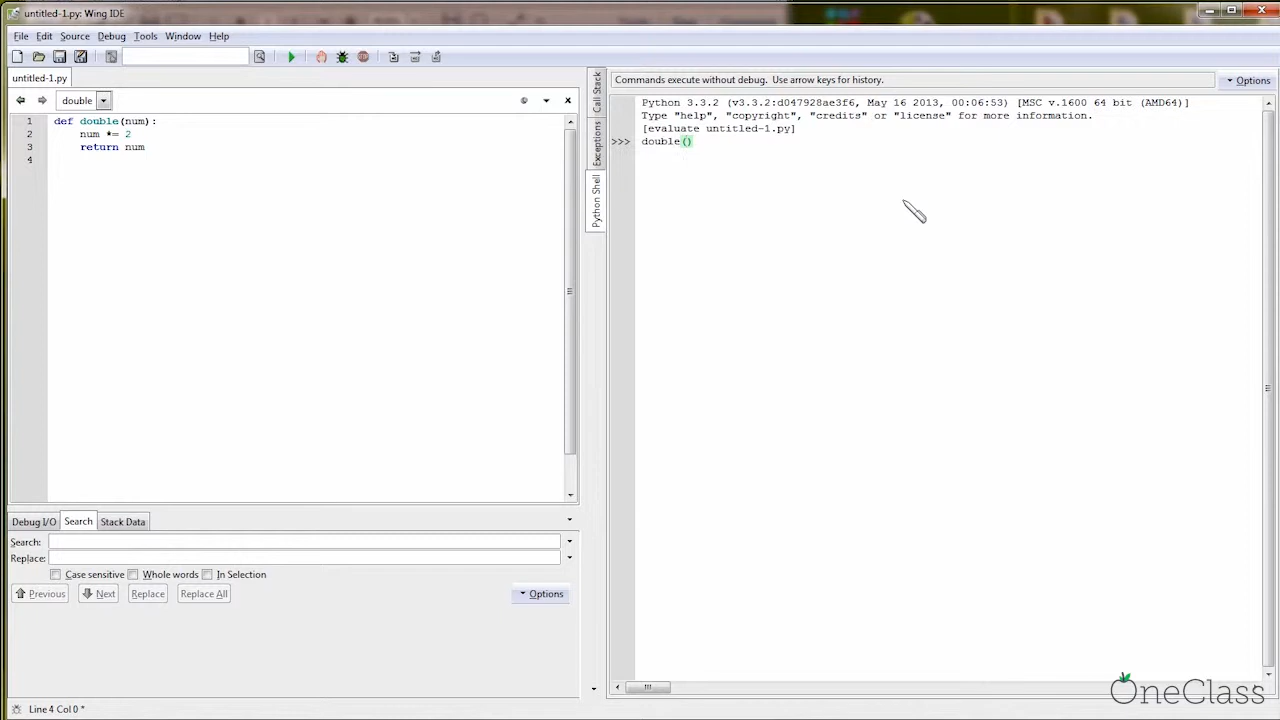 untitled-1.py: Wing IDE
File Edit Source Debug Tools Window Help
untitled-1.py
double
1 def double(num):
2 num *= 2
3 return num
4
Call Stack
Exceptions
Python Shell
Commands execute without debug. Use arrow keys for history.
Options
Python 3.3.2 (v3.3.2:d047928ae3f6, May 16 2013, 00:06:53) [MSC v.1600 64 bit (AMD64)]
Type "help", "copyright", "credits" or "license" for more information.
[evaluate untitled-1.py]
>>> double()
Debug I/O Search Stack Data
Search:
Replace:
Case sensitive Whole words In Selection
Previous Next Replace Replace All Options
Line 4 Col 0 *
OneClass